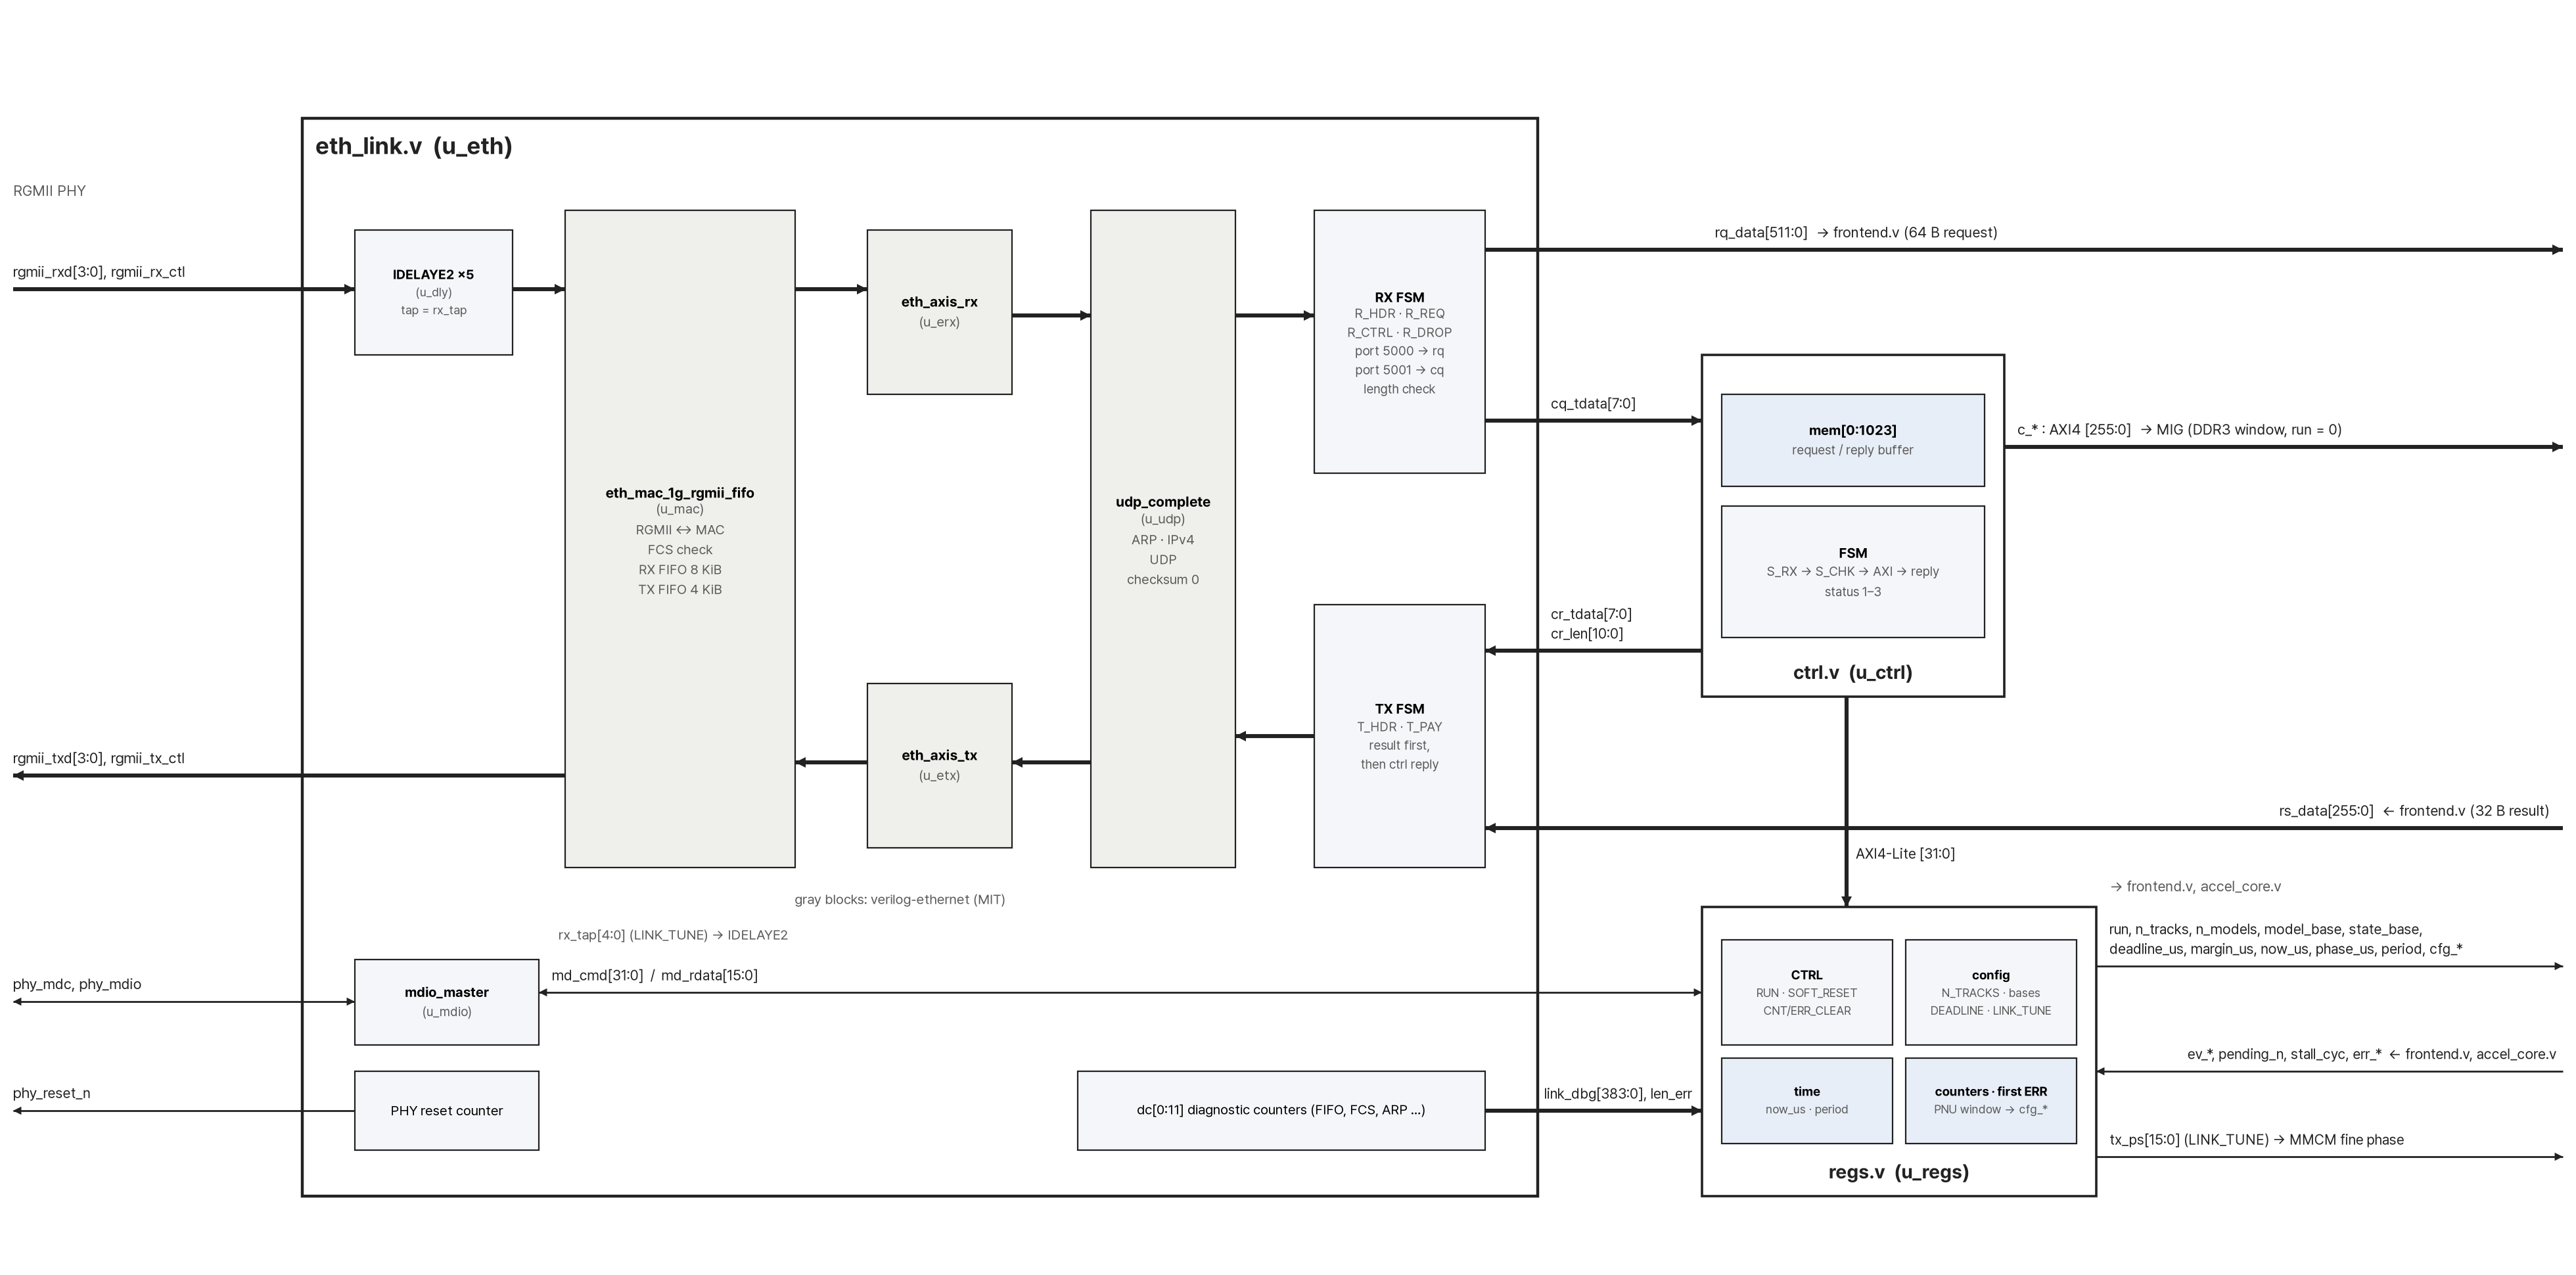 eth_link.v (u_eth)
RGMII PHY
rgmii_rxd[3:0], rgmii_rx_ctl
IDELAYE2 ×5
(u_dly)
tap = rx_tap
eth_mac_1g_rgmii_fifo
(u_mac)
RGMII ↔ MAC
FCS check
RX FIFO 8 KiB
TX FIFO 4 KiB
eth_axis_rx
(u_erx)
udp_complete
(u_udp)
ARP · IPv4
UDP
checksum 0
RX FSM
R_HDR · R_REQ
R_CTRL · R_DROP
port 5000 → rq
port 5001 → cq
length check
rq_data[511:0] → frontend.v (64 B request)
cq_tdata[7:0]
mem[0:1023]
request / reply buffer
c_* : AXI4 [255:0] → MIG (DDR3 window, run = 0)
FSM
S_RX → S_CHK → AXI → reply
status 1–3
ctrl.v (u_ctrl)
cr_tdata[7:0]
cr_len[10:0]
TX FSM
T_HDR · T_PAY
result first,
then ctrl reply
eth_axis_tx
(u_etx)
rgmii_txd[3:0], rgmii_tx_ctl
rs_data[255:0] ← frontend.v (32 B result)
AXI4-Lite [31:0]
gray blocks: verilog-ethernet (MIT)
rx_tap[4:0] (LINK_TUNE) → IDELAYE2
md_cmd[31:0] / md_rdata[15:0]
phy_mdc, phy_mdio
mdio_master
(u_mdio)
phy_reset_n
PHY reset counter
dc[0:11] diagnostic counters (FIFO, FCS, ARP ...)
link_dbg[383:0], len_err
→ frontend.v, accel_core.v
run, n_tracks, n_models, model_base, state_base,
deadline_us, margin_us, now_us, phase_us, period, cfg_*
CTRL
RUN · SOFT_RESET
CNT/ERR_CLEAR
config
N_TRACKS · bases
DEADLINE · LINK_TUNE
ev_*, pending_n, stall_cyc, err_* ← frontend.v, accel_core.v
time
now_us · period
counters · first ERR
PNU window → cfg_*
tx_ps[15:0] (LINK_TUNE) → MMCM fine phase
regs.v (u_regs)